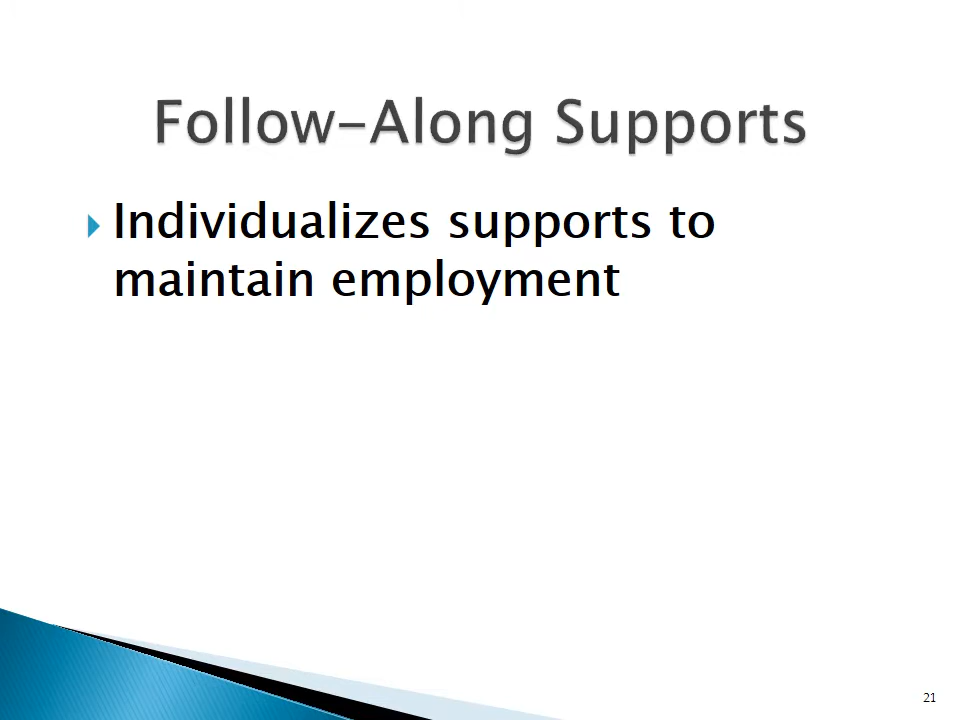 Follow-Along Supports
Individualizes supports to
maintain employment
21